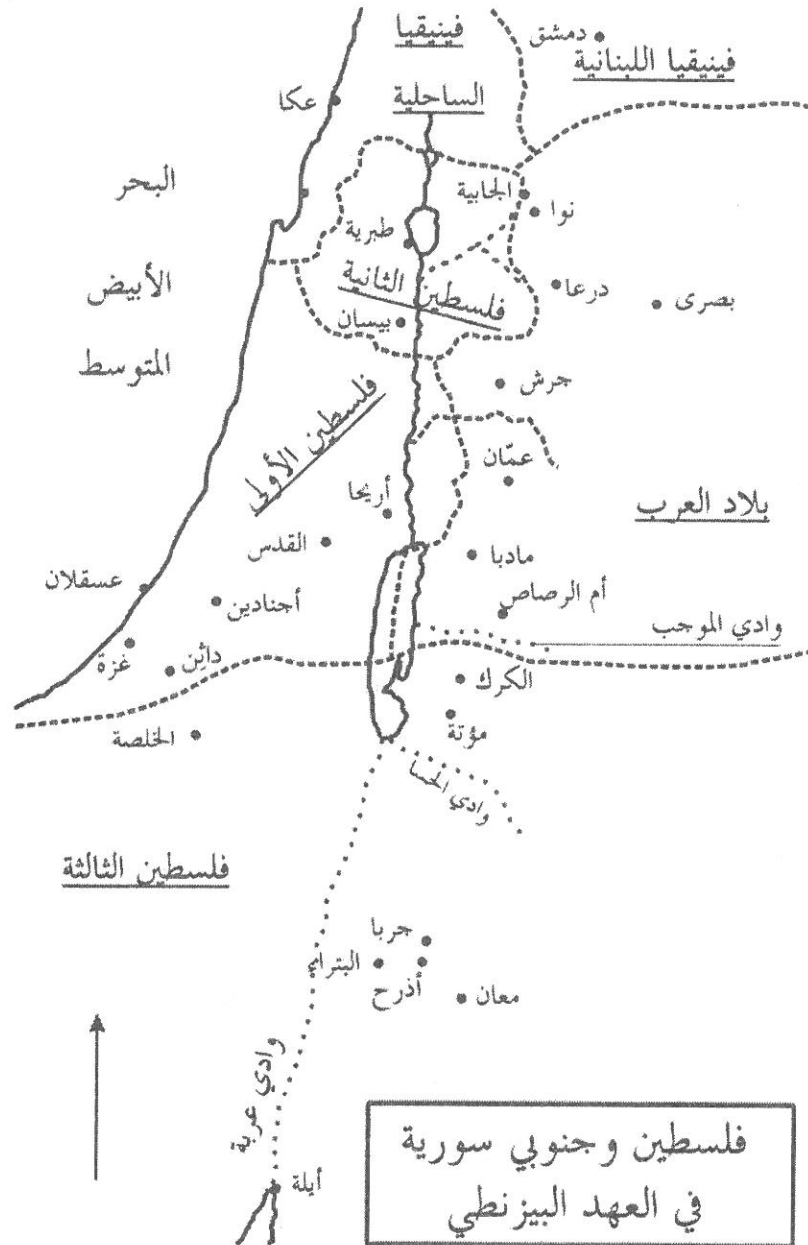 فينيقيا
الساحلية
دمشق
فينيقيا اللبنانية
عكا
البحر
الأبيض
المتوسط
الجابية
نوا
طبرية
فلسطين الثانية
درعا
بصرى
بيسان
جرش
فلسطين الأولى
عمّان
أريحا
بلاد العرب
القدس
مادبا
عسقلان
أجنادين
أم الرصاص
وادي الموجب
غزة
داثِن
الكرك
الخلصة
مؤتة
وادي الحسا
فلسطين الثالثة
جربا
البتراء
أذرح
معان
وادي عربة
أيلة
فلسطين وجنوبي سورية
في العهد البيزنطي